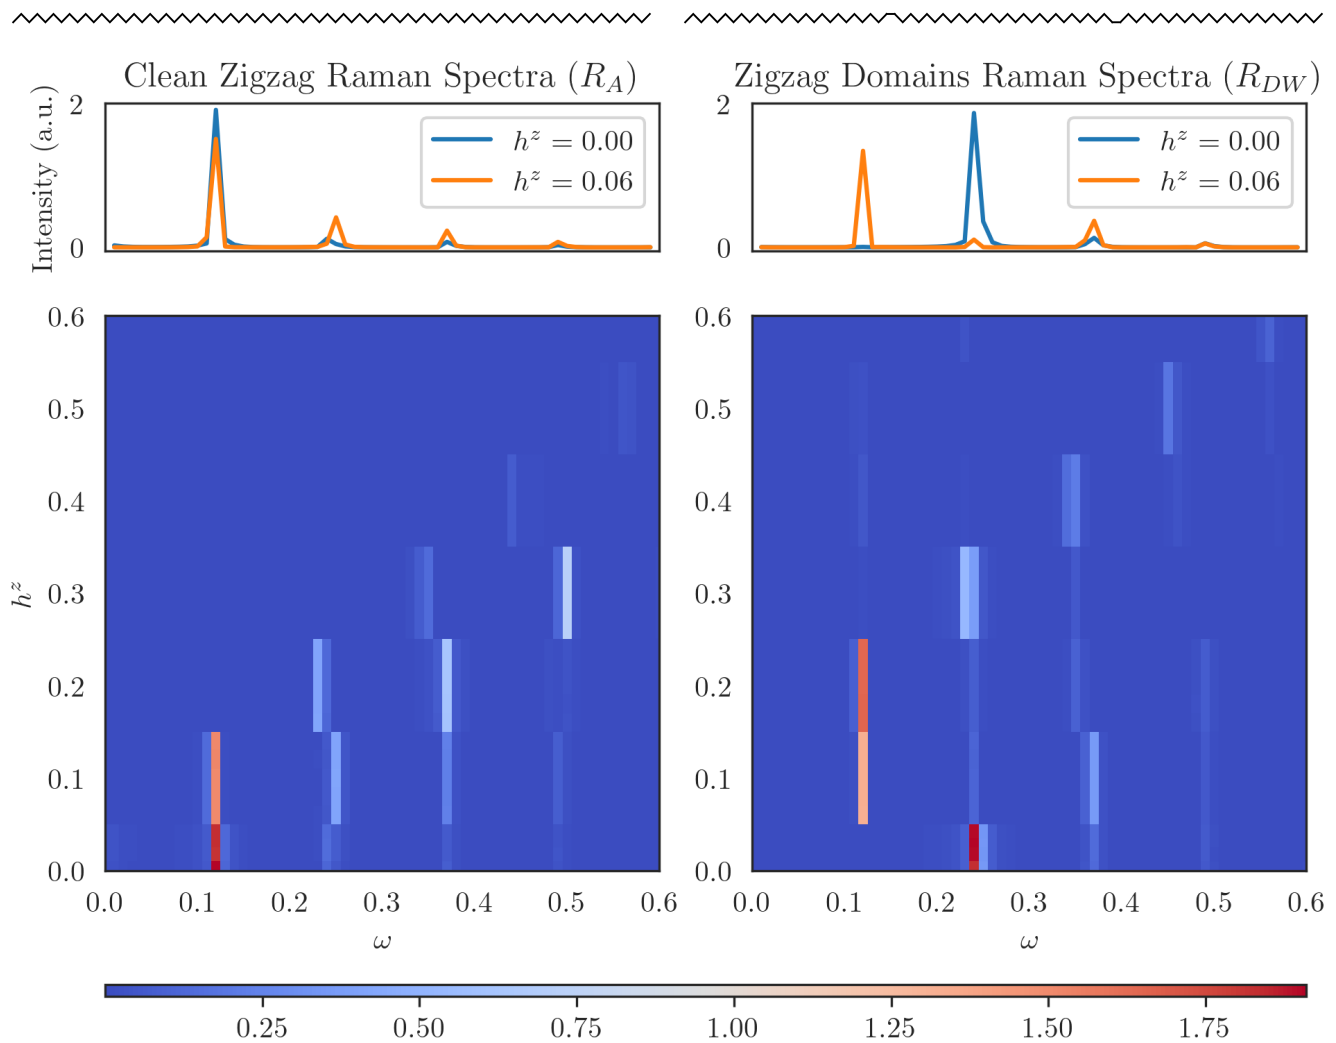 Clean Zigzag Raman Spectra (R_A)
Zigzag Domains Raman Spectra (R_DW)
Intensity (a.u.)
2
0
h^z = 0.00
h^z = 0.06
2
0
h^z = 0.00
h^z = 0.06
h^z
0.6
0.5
0.4
0.3
0.2
0.1
0.0
0.0 0.1 0.2 0.3 0.4 0.5 0.6
ω
0.6
0.5
0.4
0.3
0.2
0.1
0.0
0.0 0.1 0.2 0.3 0.4 0.5 0.6
ω
0.25 0.50 0.75 1.00 1.25 1.50 1.75